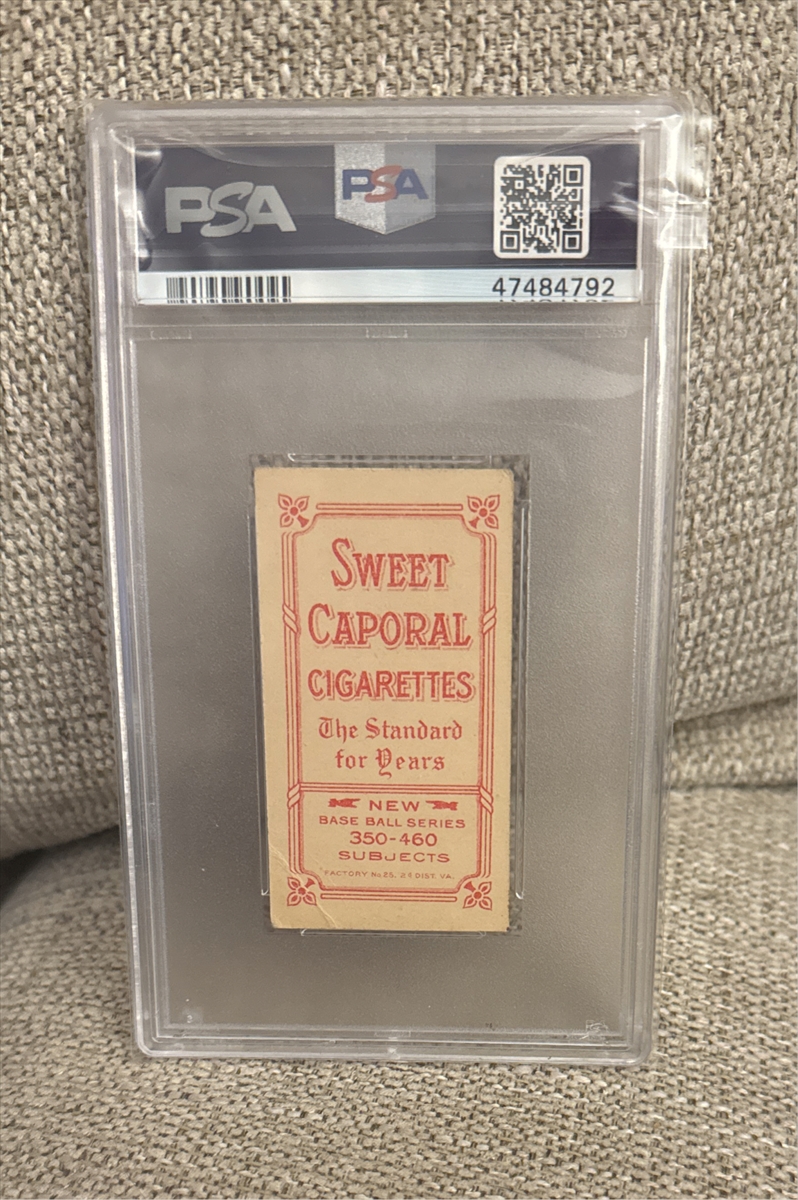 PSA
PSA
47484792
SWEET
CAPORAL
CIGARETTES
The Standard
for Years
NEW
BASE BALL SERIES
350-460
SUBJECTS
FACTORY No 25, 2d DIST. VA.